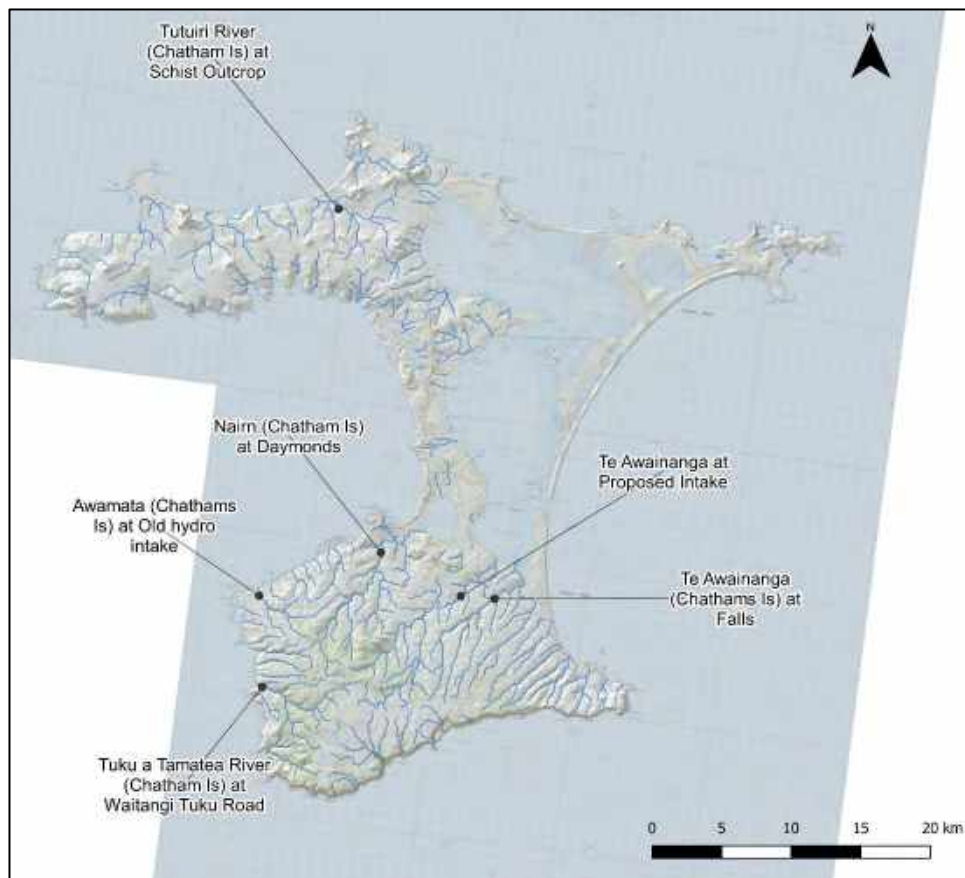 Tutuiri River
(Chatham Is) at
Schist Outcrop
N
Nairn (Chatham Is)
at Daymonds
Te Awainanga at
Proposed Intake
Awamata (Chathams
Is) at Old hydro
intake
Te Awainanga
(Chathams Is) at
Falls
Tuku a Tamatea River
(Chatham Is) at
Waitangi Tuku Road
0 5 10 15 20 km